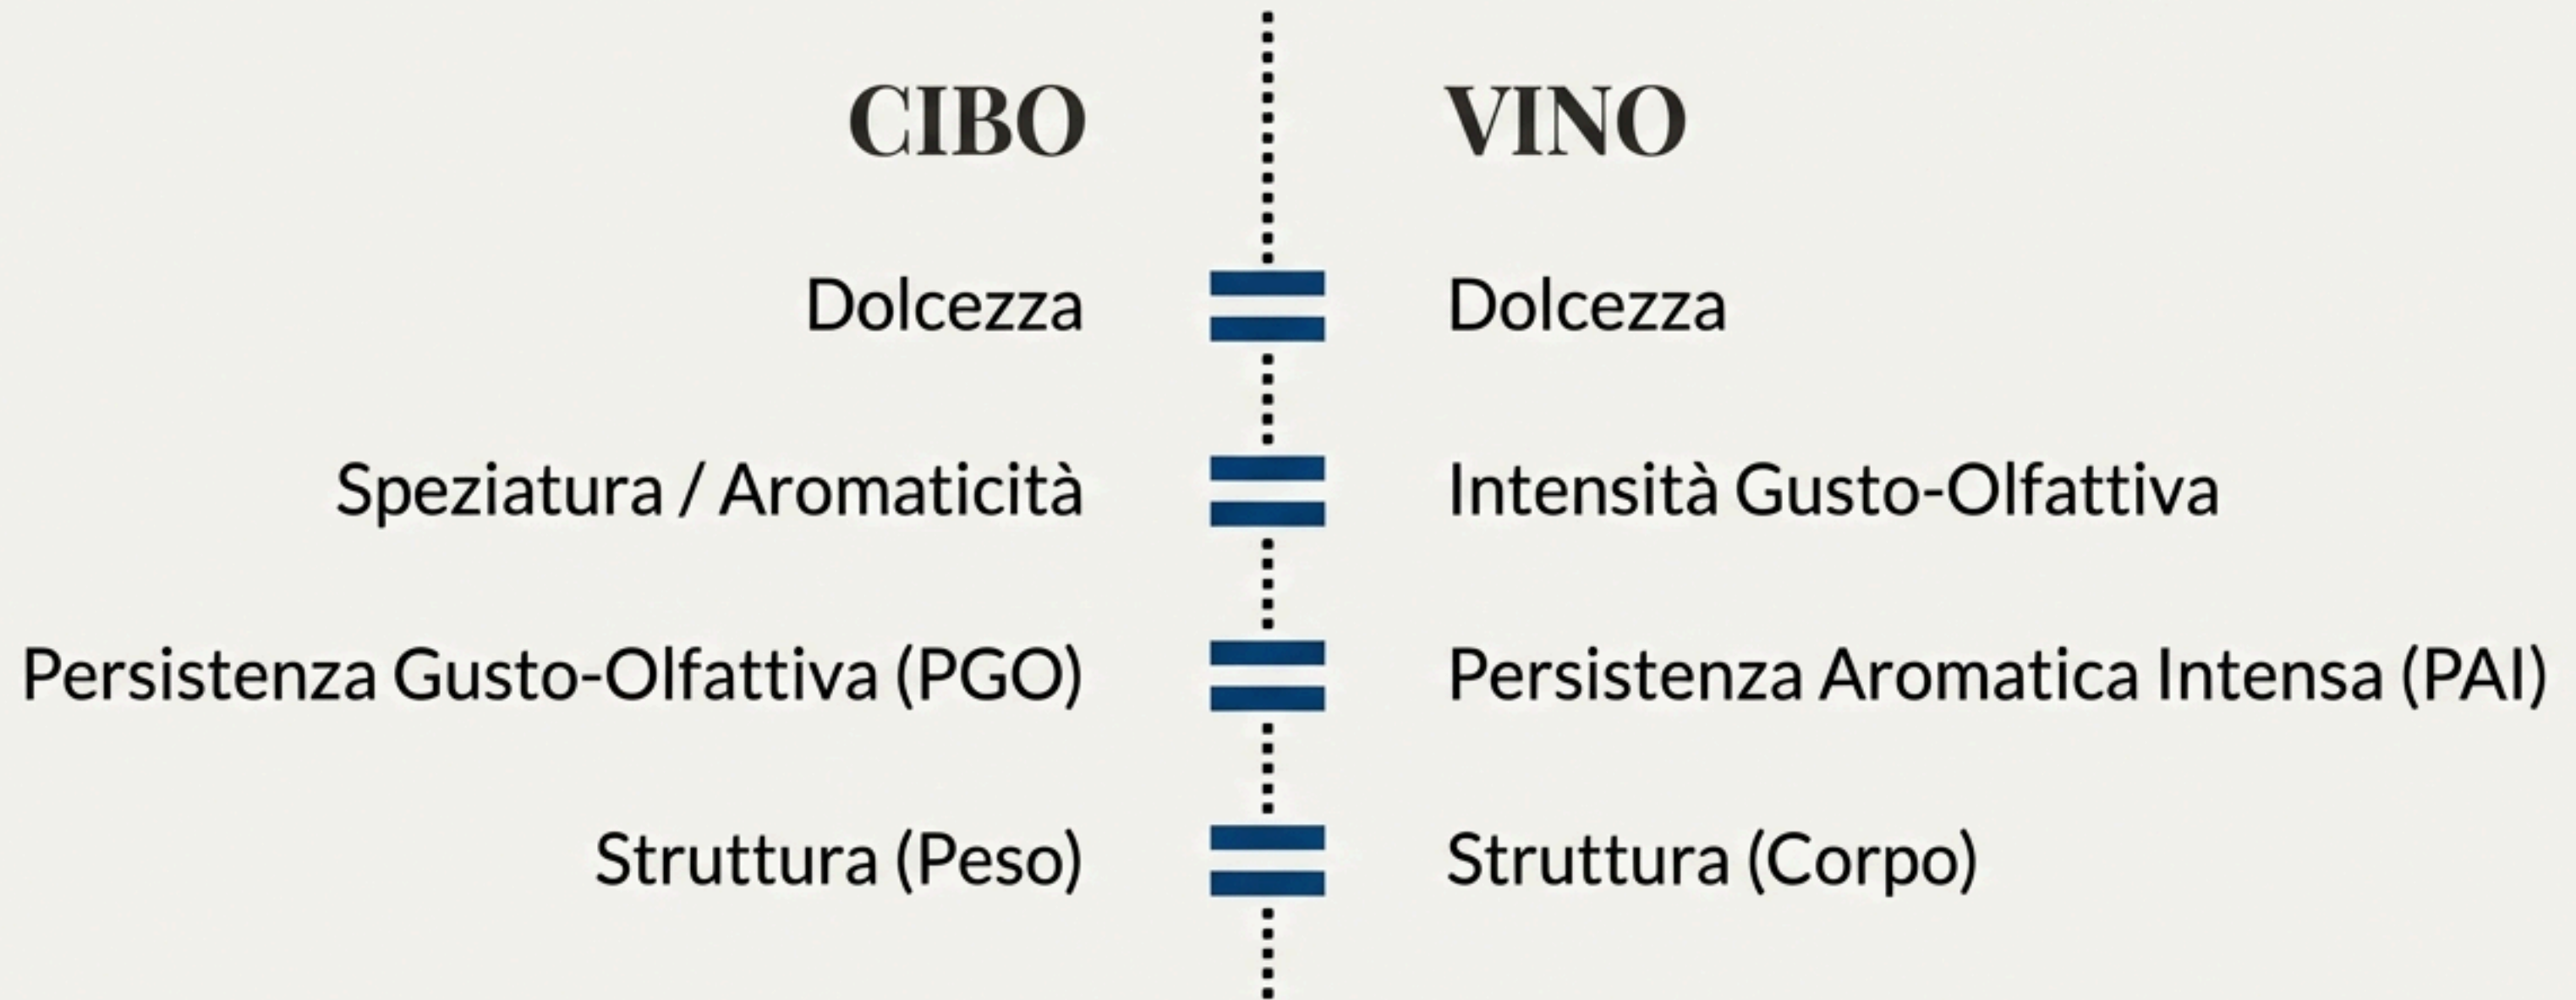 CIBO VINO
Dolcezza Dolcezza
Speziatura / Aromaticità Intensità Gusto-Olfattiva
Persistenza Gusto-Olfattiva (PGO) Persistenza Aromatica Intensa (PAI)
Struttura (Peso) Struttura (Corpo)